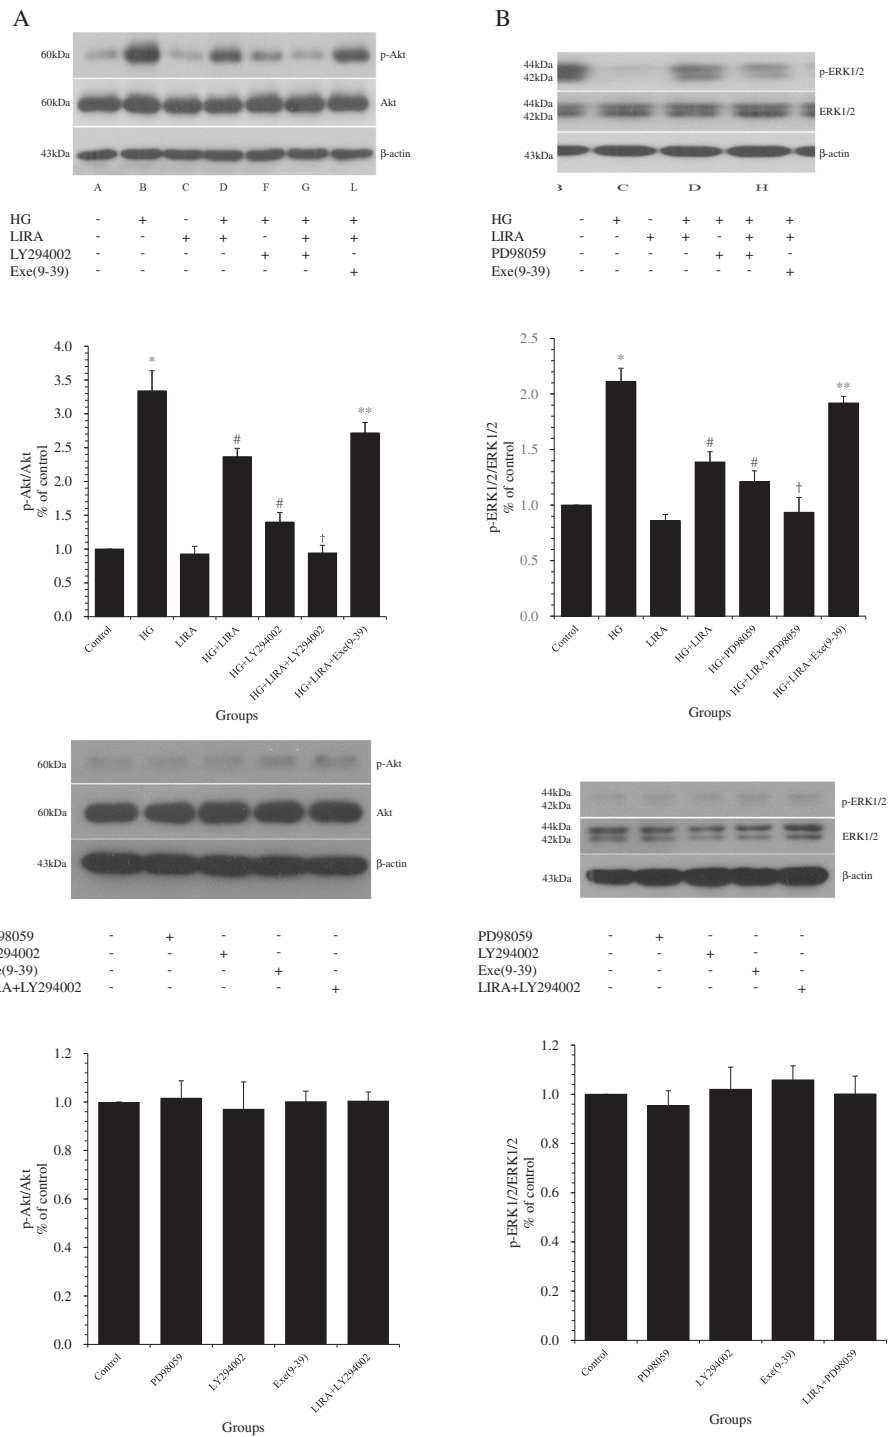 A
60kDa p-Akt
60kDa Akt
43kDa β-actin
A B C D F G L
HG - + - + + + +
LIRA - - + + - + +
LY294002 - - - - + + -
Exe(9-39) - - - - - - +
4.0
3.5
3.0
2.5
2.0
1.5
1.0
0.5
0.0
p-Akt/Akt
% of control
*
#
#
†
**
Control
HG
LIRA
HG+LIRA
HG+LY294002
HG+LIRA+LY294002
HG+LIRA+Exe(9-39)
Groups
60kDa p-Akt
60kDa Akt
43kDa β-actin
98059 - + - - -
294002 - - + - -
e(9-39) - - - + -
A+LY294002 - - - - +
1.2
1.0
0.8
0.6
0.4
0.2
0.0
p-Akt/Akt
% of control
Control
PD98059
LY294002
Exe(9-39)
LIRA+LY294002
Groups
B
44kDa
42kDa p-ERK1/2
44kDa
42kDa ERK1/2
43kDa β-actin
C D H
HG - + - + + + +
LIRA - - + + - + +
PD98059 - - - - + + -
Exe(9-39) - - - - - - +
2.5
2.0
1.5
1.0
0.5
0.0
p-ERK1/2/ERK1/2
% of control
*
#
#
†
**
Control
HG
LIRA
HG+LIRA
HG+PD98059
HG+LIRA+PD98059
HG+LIRA+Exe(9-39)
Groups
44kDa
42kDa p-ERK1/2
44kDa
42kDa ERK1/2
43kDa β-actin
PD98059 - + - - -
LY294002 - - + - -
Exe(9-39) - - - + -
LIRA+LY294002 - - - - +
1.2
1.0
0.8
0.6
0.4
0.2
0.0
p-ERK1/2/ERK1/2
% of control
Control
PD98059
LY294002
Exe(9-39)
LIRA+PD98059
Groups